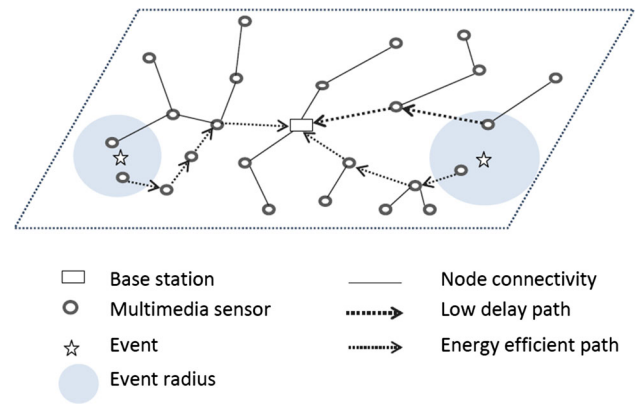 Base station
Node connectivity
Multimedia sensor
Low delay path
Event
Energy efficient path
Event radius